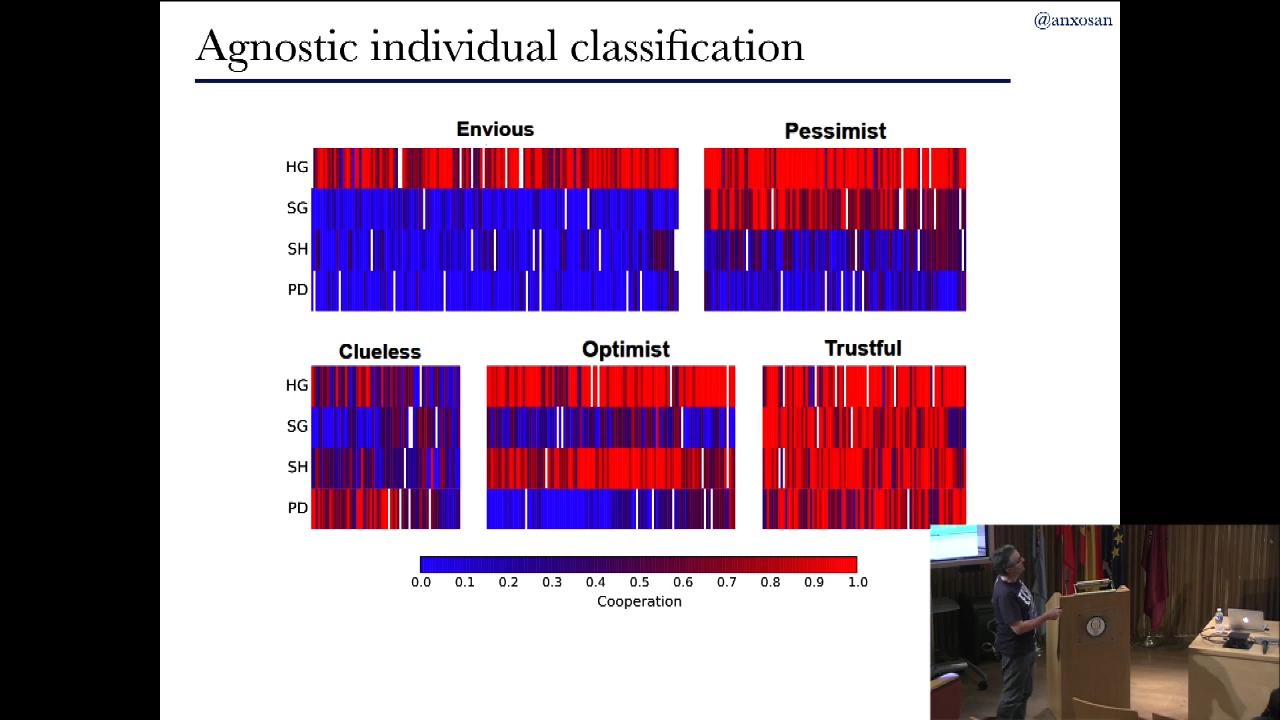 @anxosan
Agnostic individual classification
Envious
Pessimist
HG
SG
SH
PD
Clueless
Optimist
Trustful
HG
SG
SH
PD
0.0 0.1 0.2 0.3 0.4 0.5 0.6 0.7 0.8 0.9 1.0
Cooperation